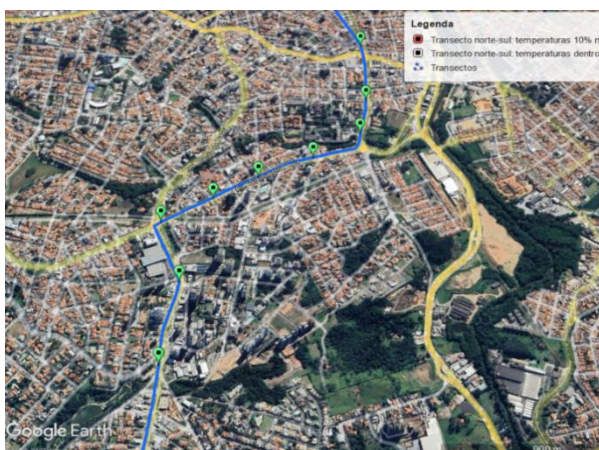 Legenda
Transecto norte-sul: temperaturas 10% n
Transecto norte-sul: temperaturas dentro
Transectos
Google Earth